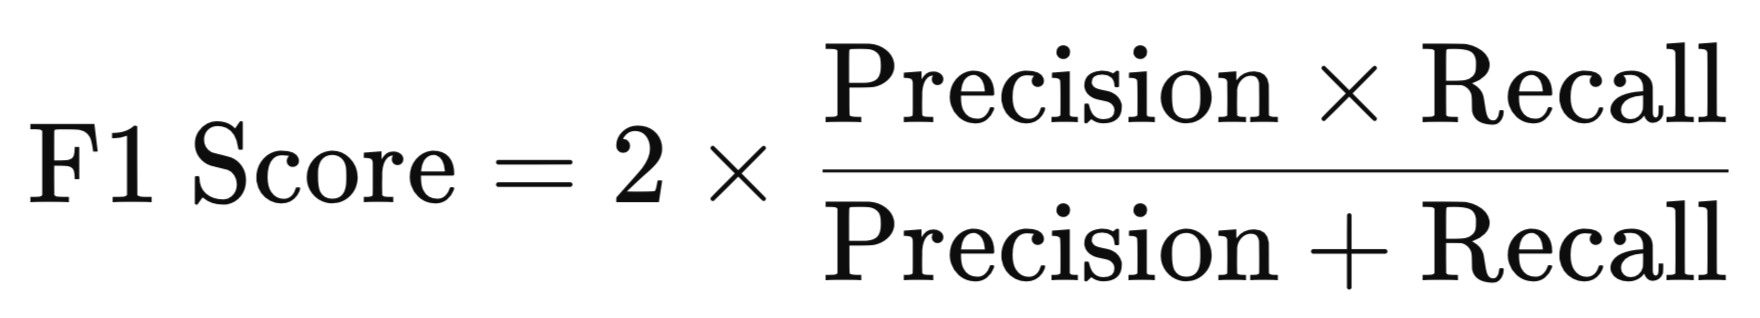 F1 Score = 2 × Precision × Recall / Precision + Recall